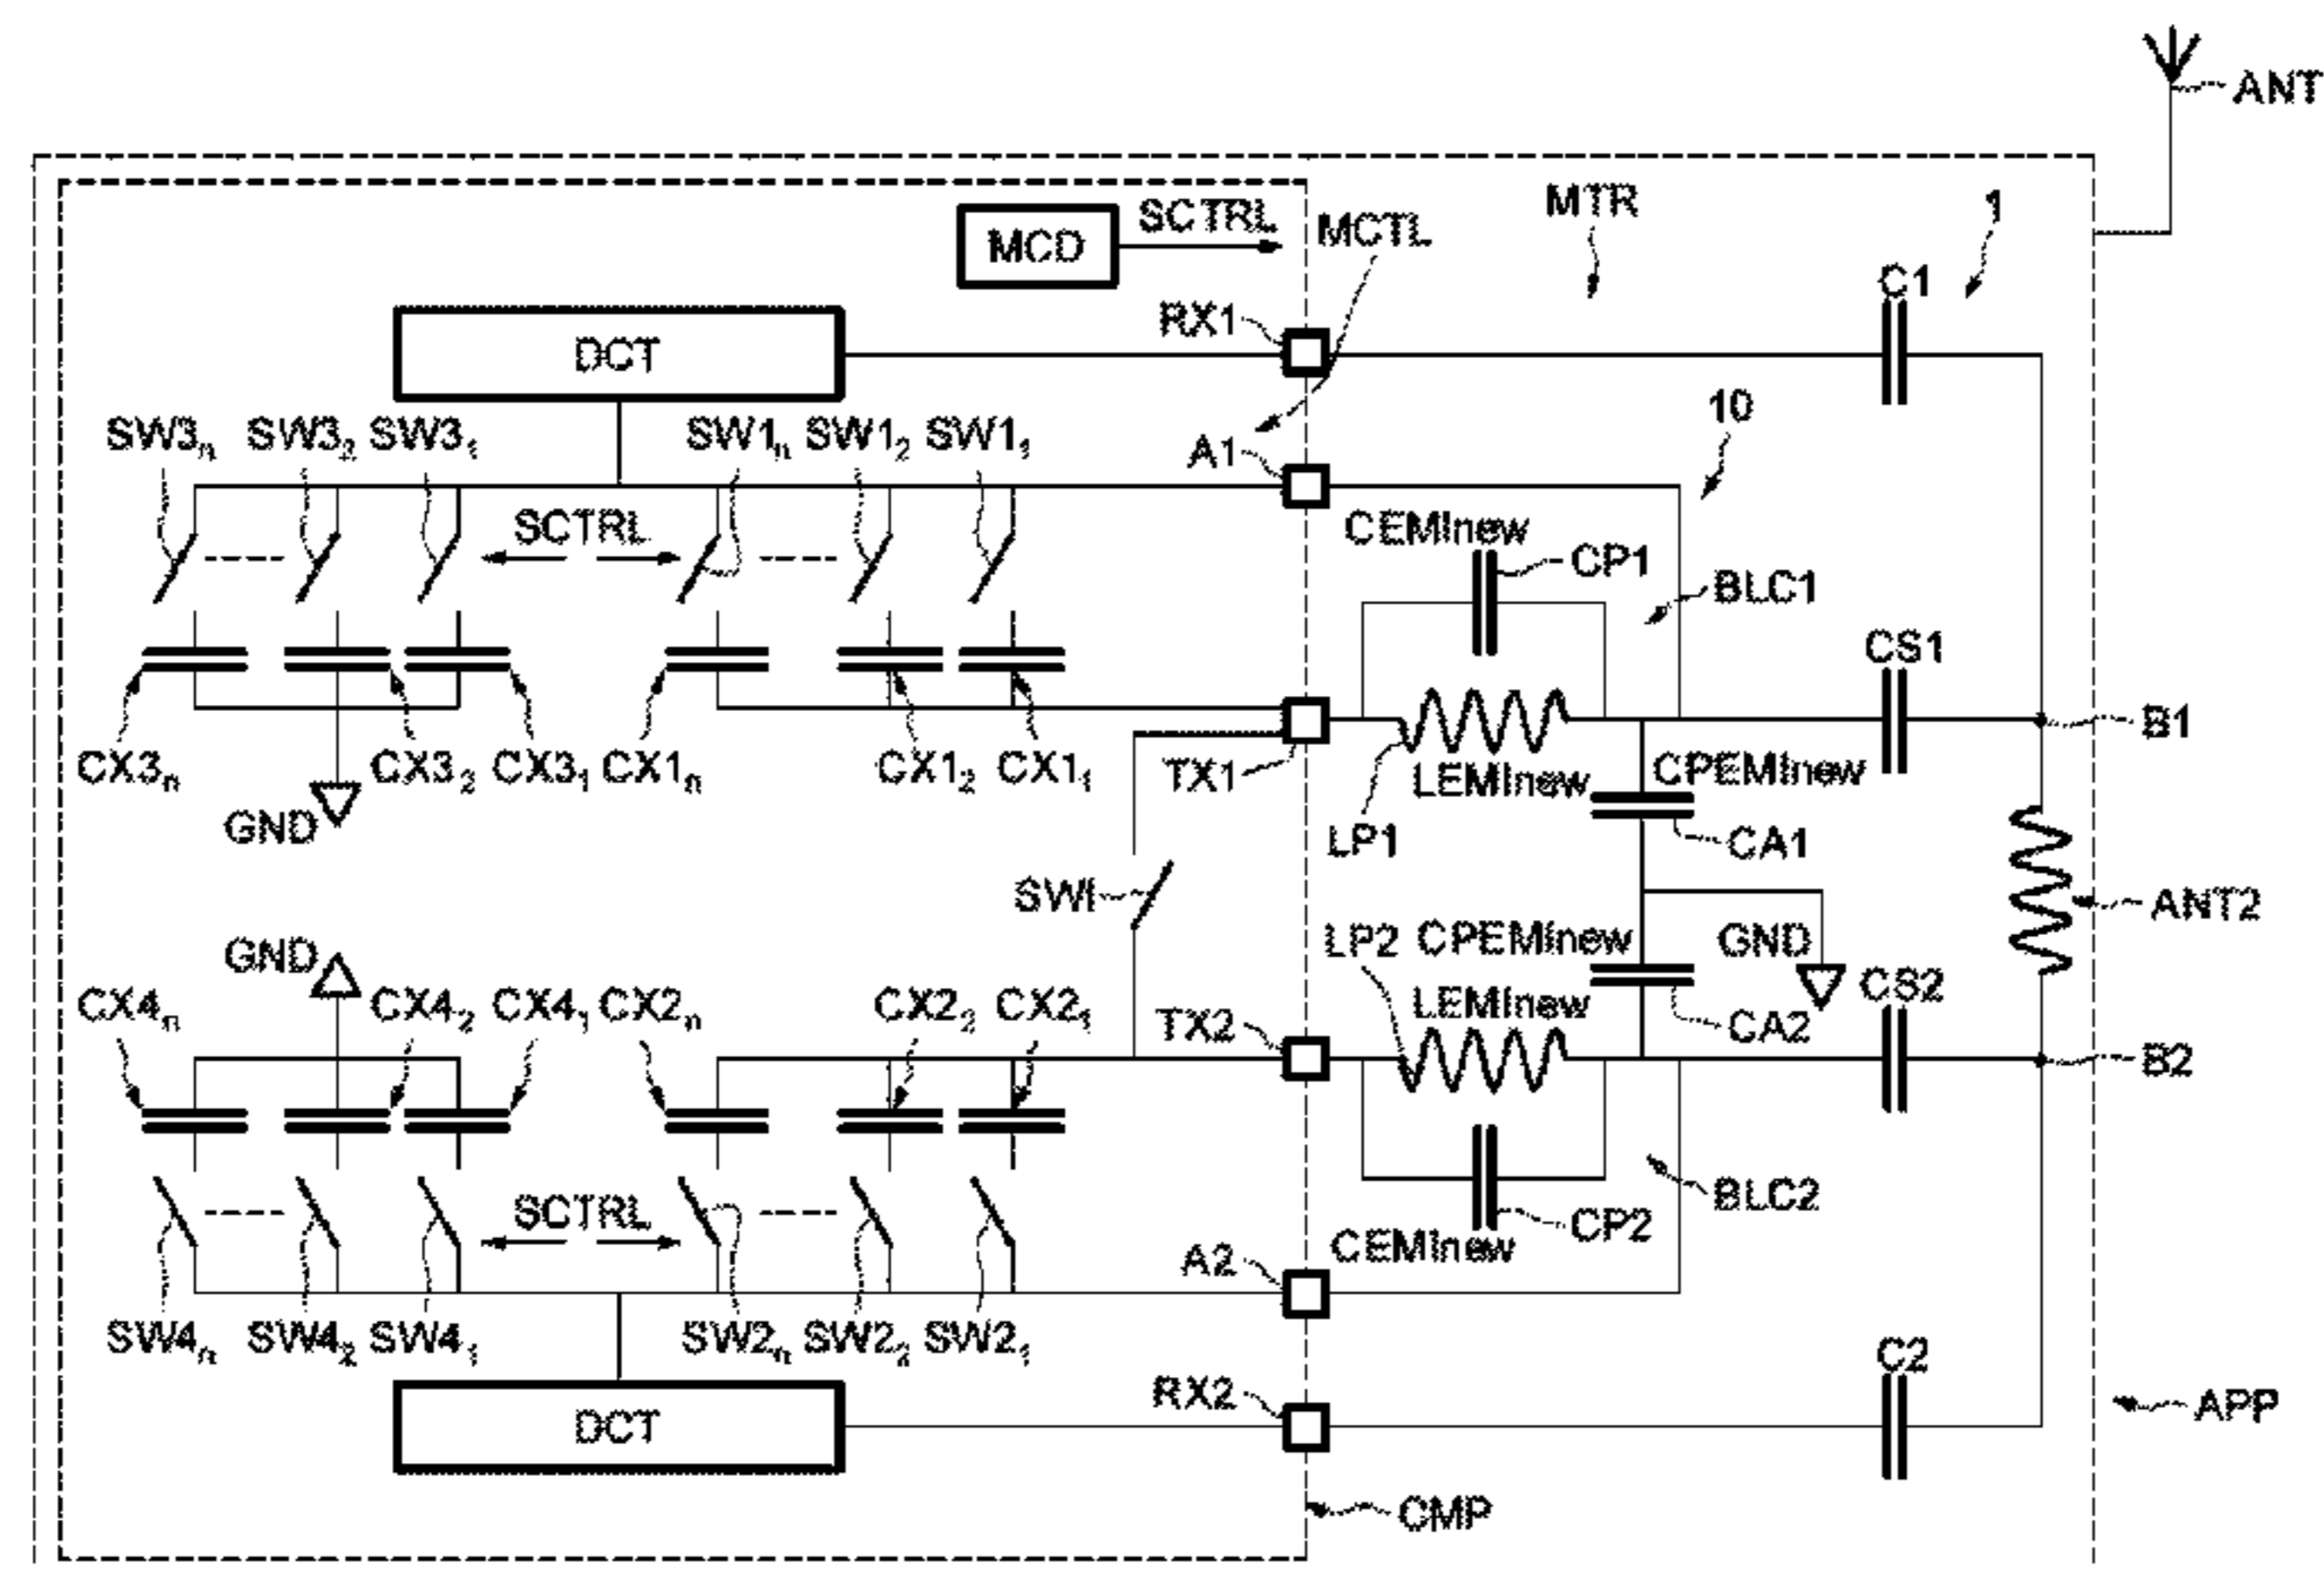 ANT
MTR
1
SCTRL
MCTL
MCD
C1
RX1
DCT
10
SW3n SW32 SW31 SW1n SW12 SW11
A1
SCTRL
CEMInew
CP1
BLC1
CS1
B1
CX3n CX32 CX31 CX1n CX12 CX11
TX1
LEMInew
CPEMInew
GND
LP1
CA1
SWI
ANT2
GND
LP2
CPEMInew
GND
CX4n CX42 CX41 CX2n CX22 CX21
TX2
LEMInew
CS2
CA2
B2
SCTRL
BLC2
CP2
CEMInew
A2
SW4n SW42 SW41 SW2n SW22 SW21
C2
RX2
DCT
APP
CMP